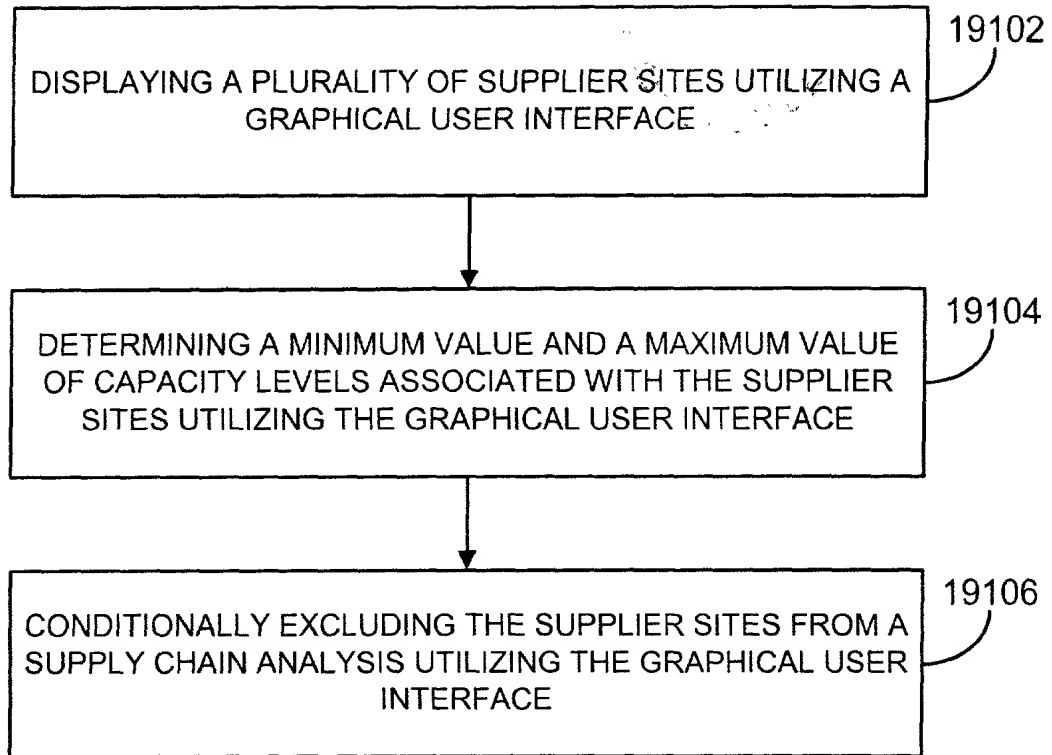 19102
DISPLAYING A PLURALITY OF SUPPLIER SITES UTILIZING A
GRAPHICAL USER INTERFACE
19104
DETERMINING A MINIMUM VALUE AND A MAXIMUM VALUE
OF CAPACITY LEVELS ASSOCIATED WITH THE SUPPLIER
SITES UTILIZING THE GRAPHICAL USER INTERFACE
19106
CONDITIONALLY EXCLUDING THE SUPPLIER SITES FROM A
SUPPLY CHAIN ANALYSIS UTILIZING THE GRAPHICAL USER
INTERFACE